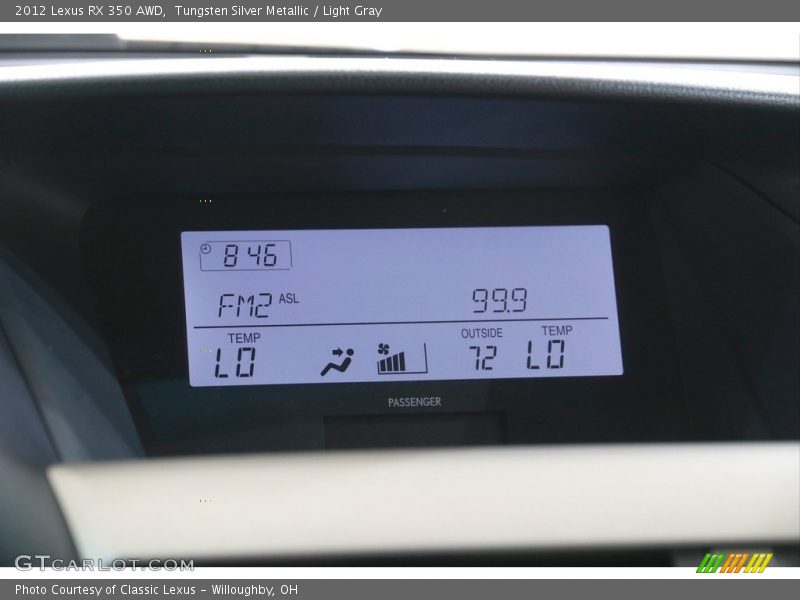 2012 Lexus RX 350 AWD, Tungsten Silver Metallic / Light Gray
8 46
FM2 ASL 99.9
TEMP OUTSIDE TEMP
LO 72 LO
PASSENGER
GTCARLOT.COM
Photo Courtesy of Classic Lexus - Willoughby, OH